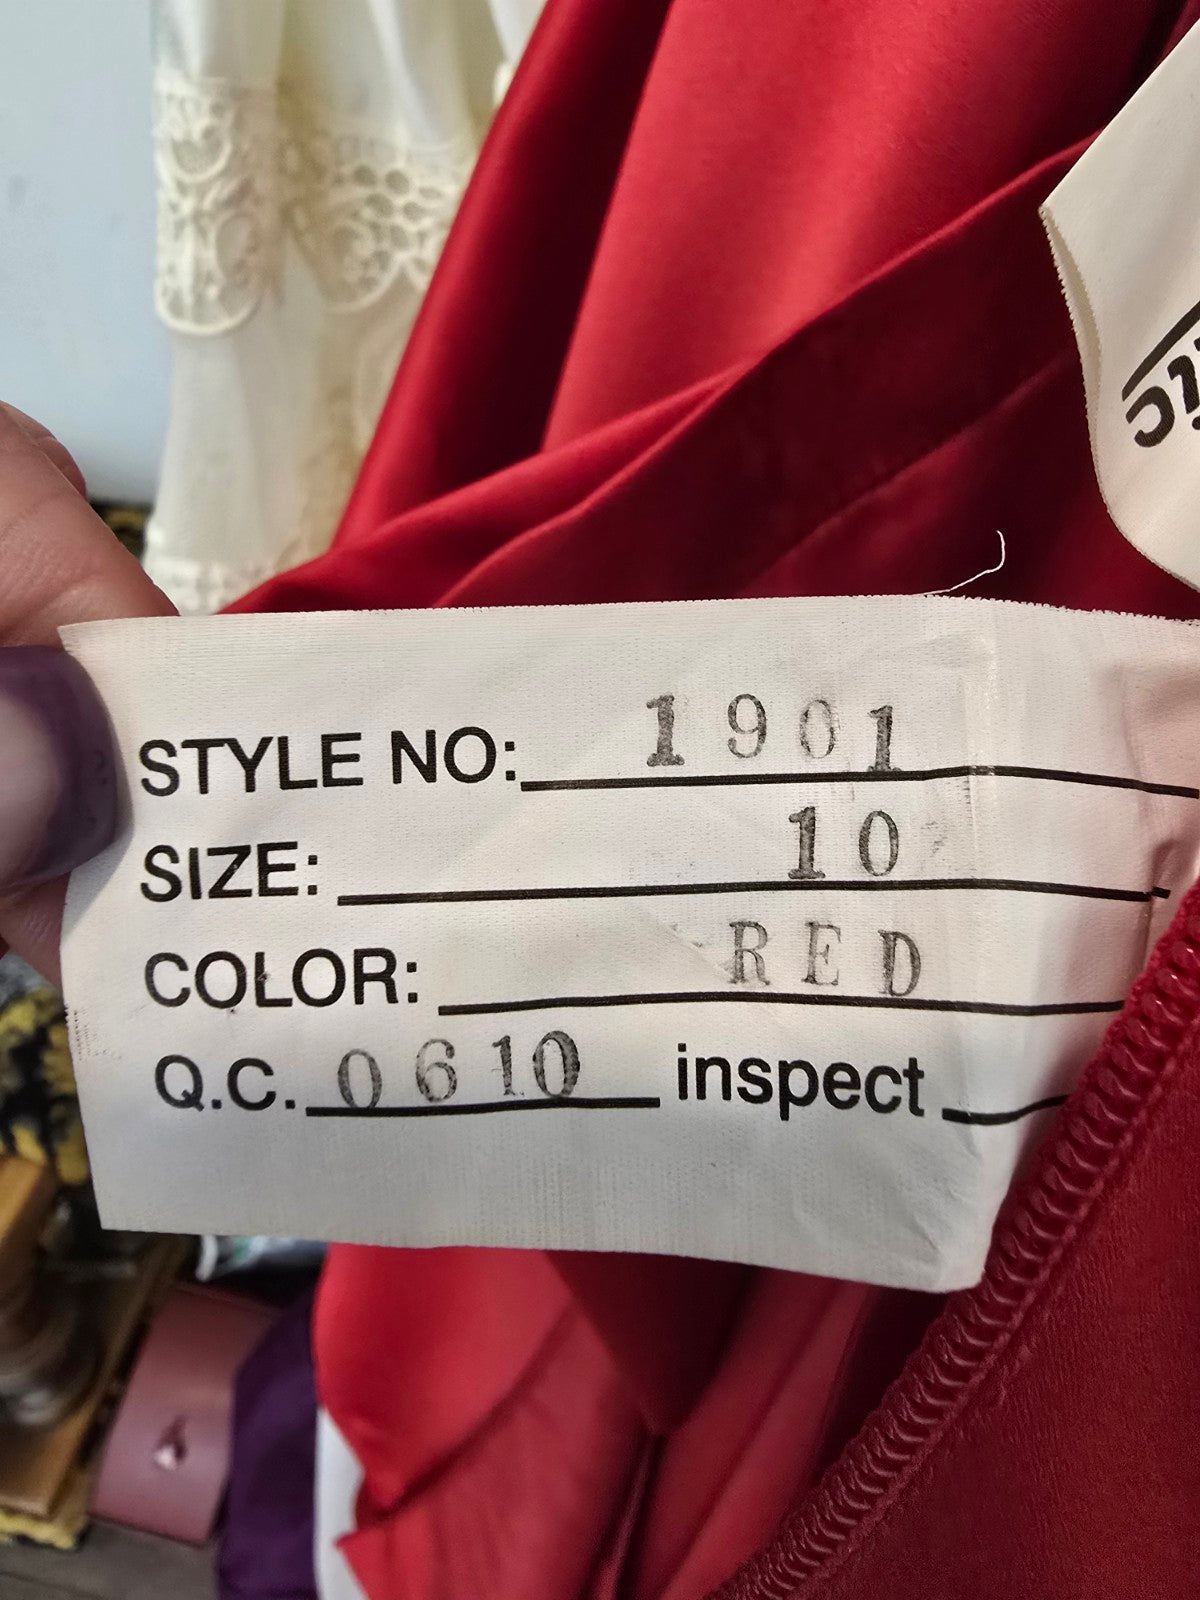 STYLE NO: 1901
SIZE: 10
COLOR: RED
Q.C. 0610 inspect